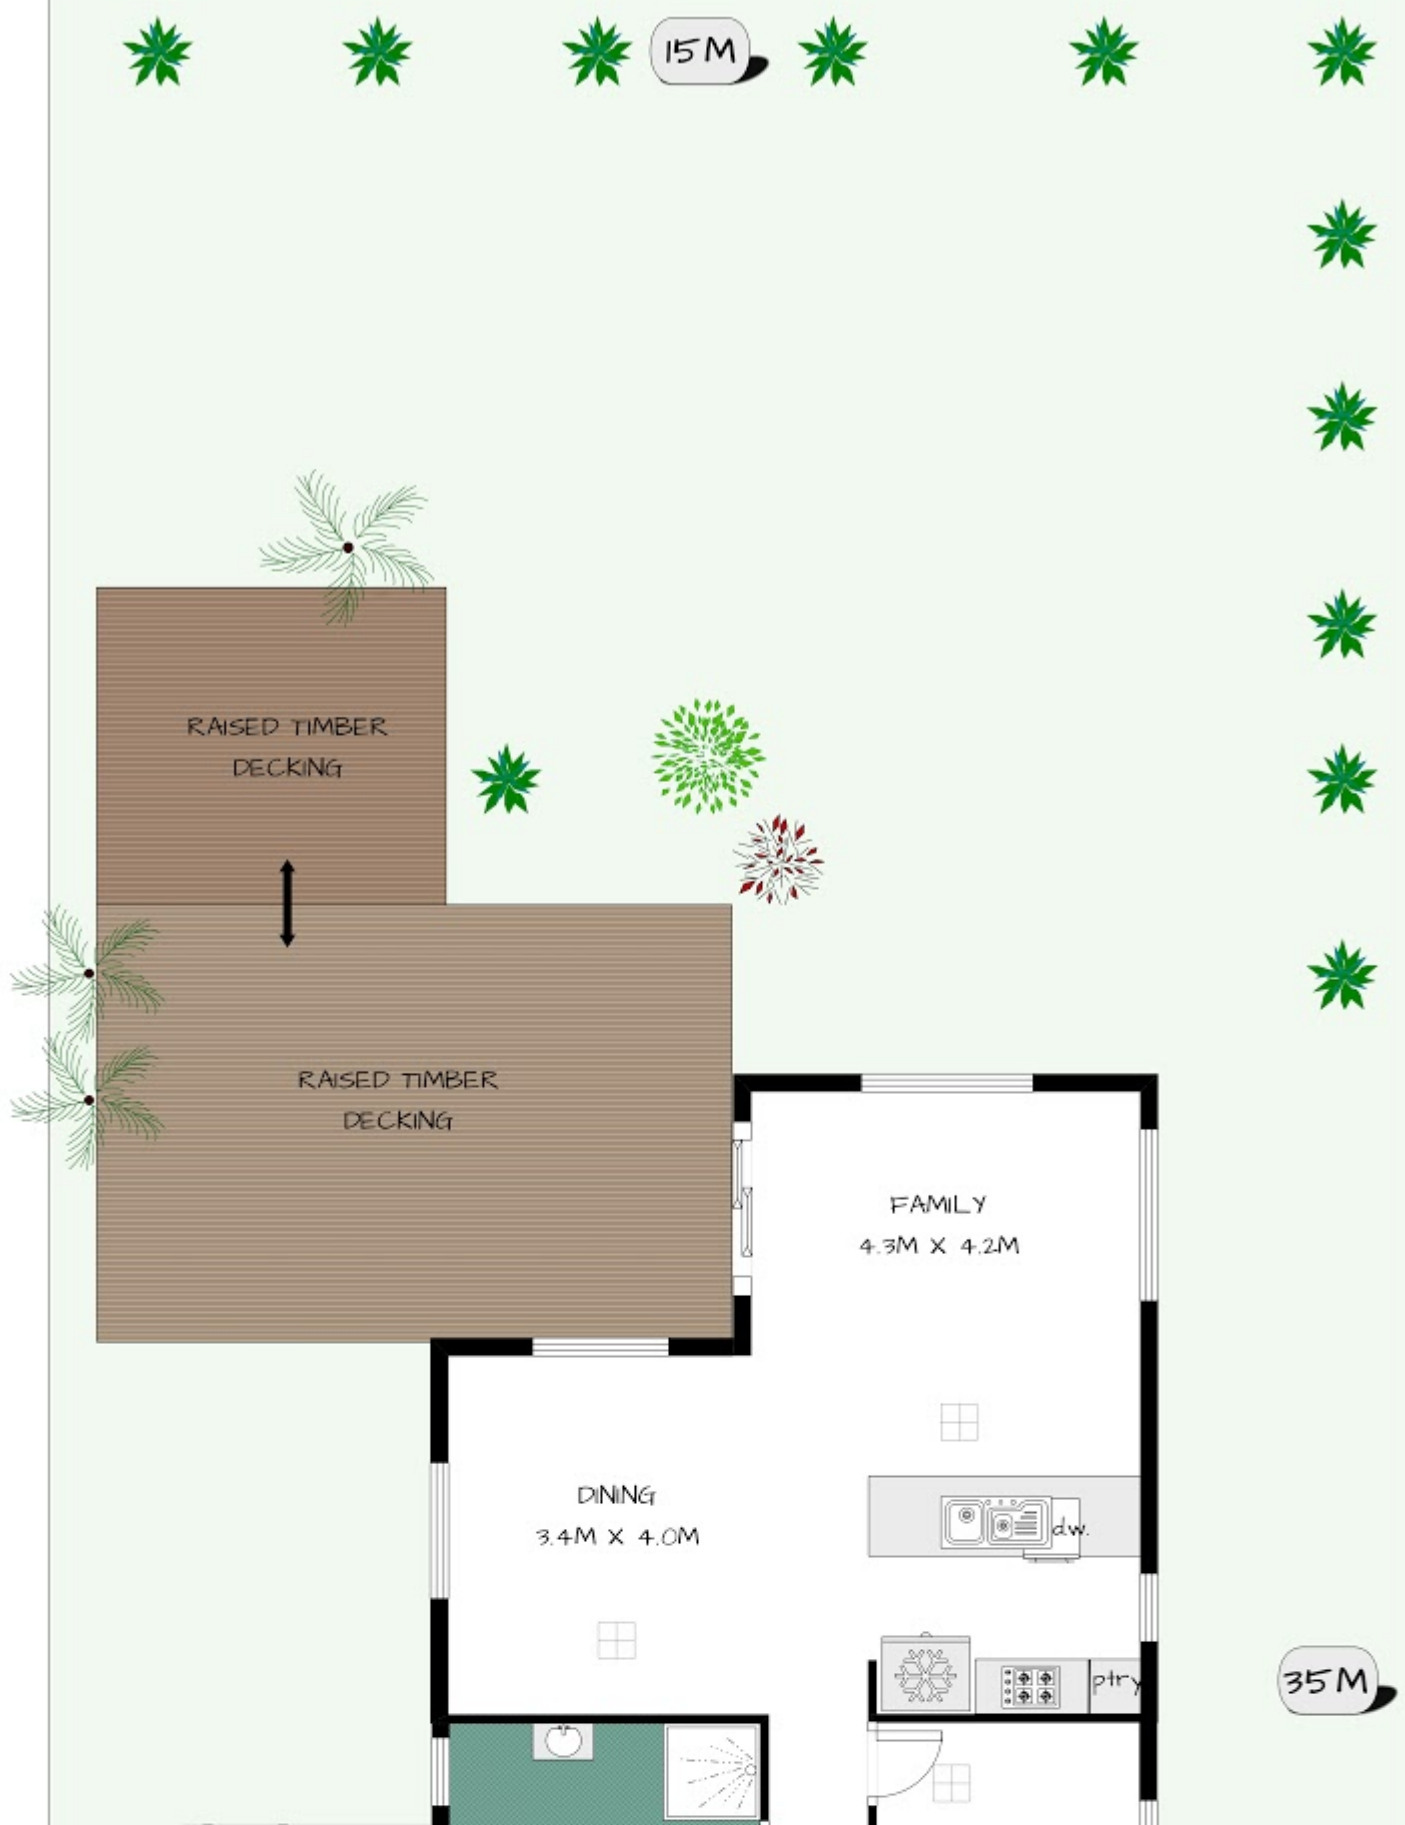 15M
RAISED TIMBER
DECKING
RAISED TIMBER
DECKING
FAMILY
4.3M X 4.2M
DINING
3.4M X 4.0M
dw.
ptry
35M